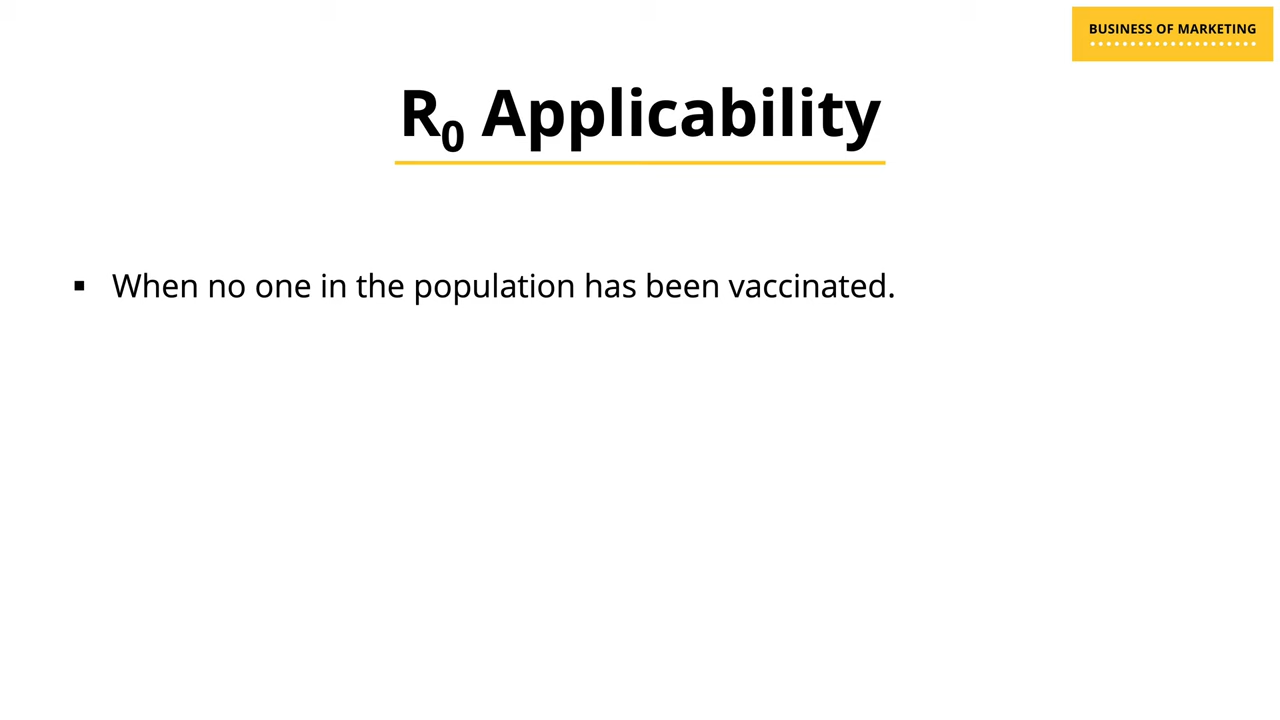 BUSINESS OF MARKETING
R₀ Applicability
▪ When no one in the population has been vaccinated.